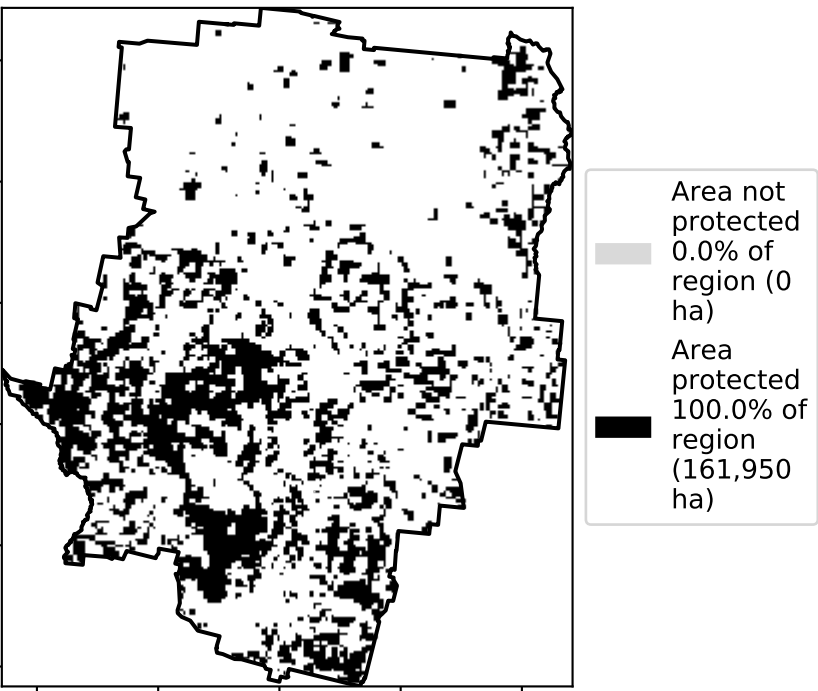 Area not
protected
0.0% of
region (0
ha)
Area
protected
100.0% of
region
(161,950
ha)